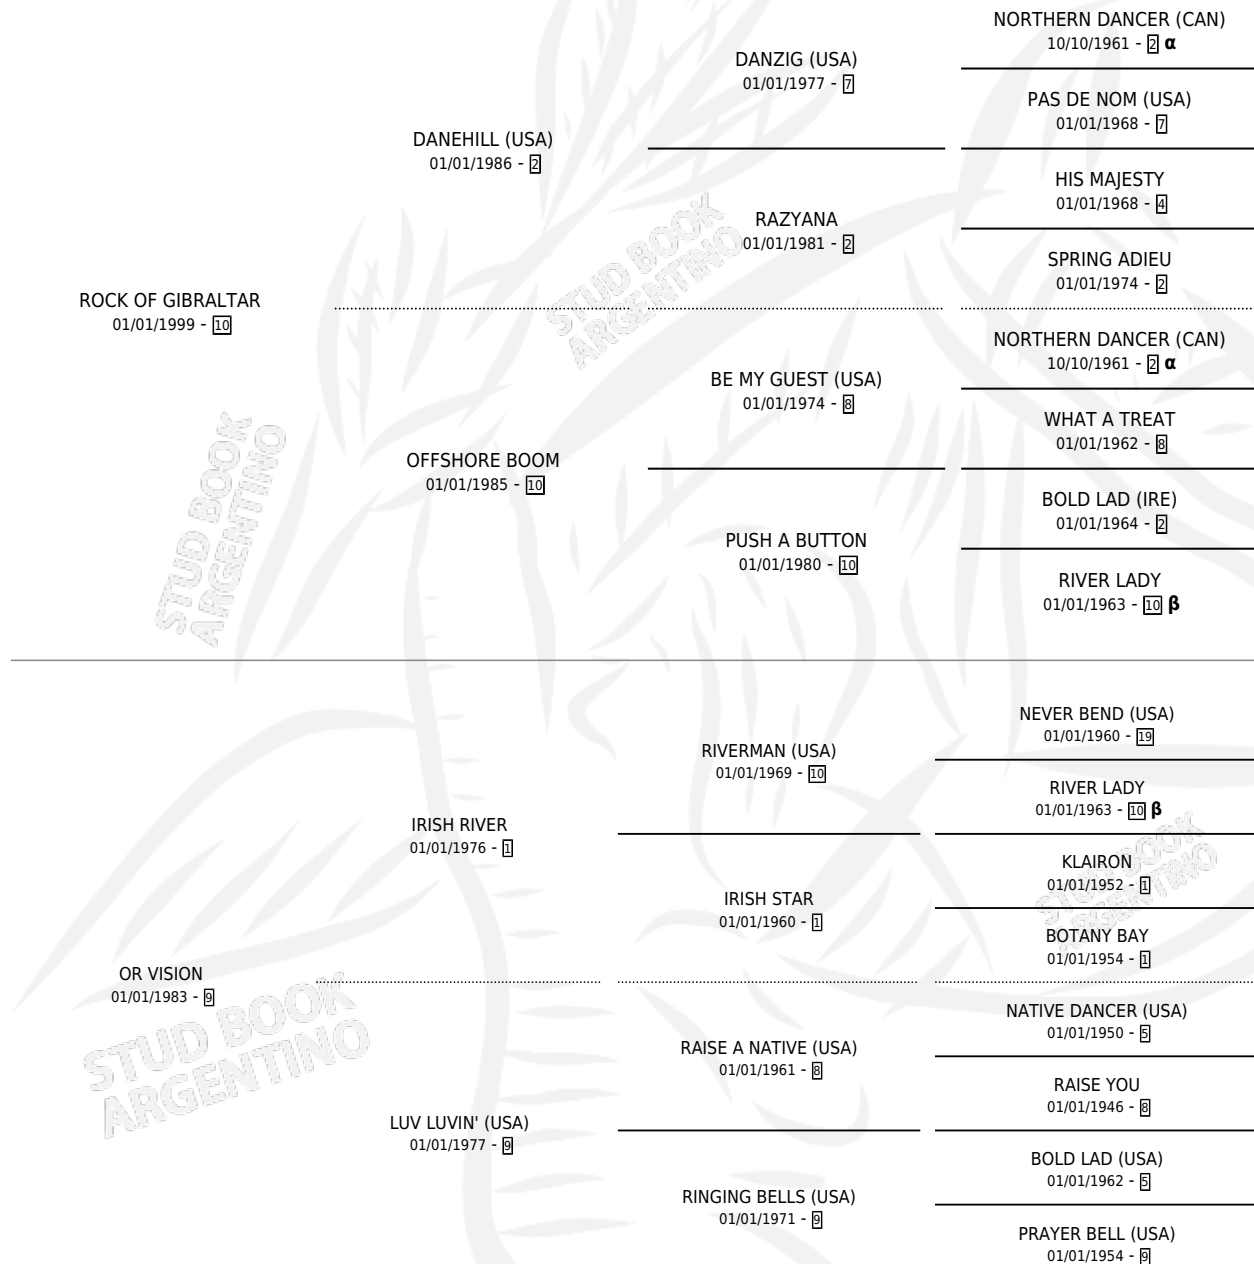 NORTHERN DANCER (CAN)
10/10/1961 - 2 α
DANZIG (USA)
01/01/1977 - 7
PAS DE NOM (USA)
01/01/1968 - 7
DANEHILL (USA)
01/01/1986 - 2
HIS MAJESTY
01/01/1968 - 4
RAZYANA
01/01/1981 - 2
SPRING ADIEU
01/01/1974 - 2
ROCK OF GIBRALTAR
01/01/1999 - 10
NORTHERN DANCER (CAN)
10/10/1961 - 2 α
BE MY GUEST (USA)
01/01/1974 - 8
WHAT A TREAT
01/01/1962 - 8
OFFSHORE BOOM
01/01/1985 - 10
BOLD LAD (IRE)
01/01/1964 - 2
PUSH A BUTTON
01/01/1980 - 10
RIVER LADY
01/01/1963 - 10 β
NEVER BEND (USA)
01/01/1960 - 19
RIVERMAN (USA)
01/01/1969 - 10
RIVER LADY
01/01/1963 - 10 β
IRISH RIVER
01/01/1976 - 1
KLAIRON
01/01/1952 - 1
IRISH STAR
01/01/1960 - 1
BOTANY BAY
01/01/1954 - 1
OR VISION
01/01/1983 - 9
NATIVE DANCER (USA)
01/01/1950 - 5
RAISE A NATIVE (USA)
01/01/1961 - 8
RAISE YOU
01/01/1946 - 8
LUV LUVIN' (USA)
01/01/1977 - 9
BOLD LAD (USA)
01/01/1962 - 5
RINGING BELLS (USA)
01/01/1971 - 9
PRAYER BELL (USA)
01/01/1954 - 9
STUD BOOK
ARGENTINO
STUD BOOK
ARGENTINO
STUD BOOK
ARGENTINO
STUD BOOK
ARGENTINO